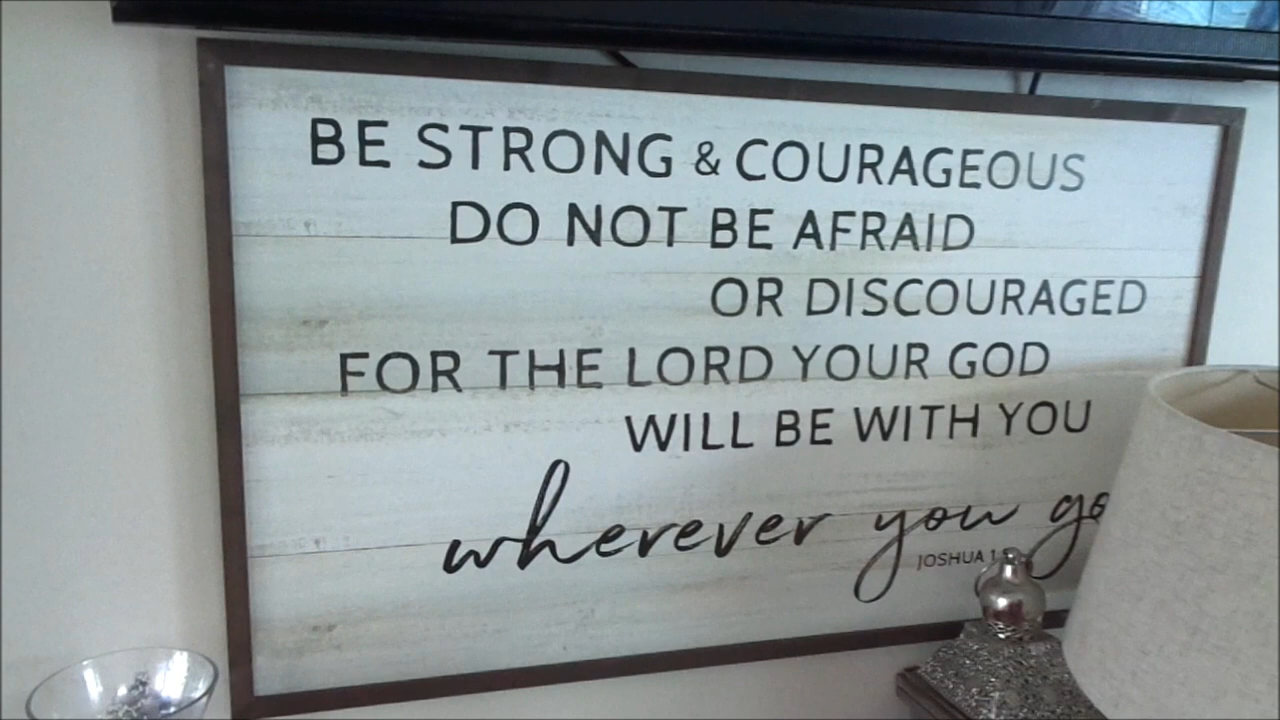 BE STRONG & COURAGEOUS
DO NOT BE AFRAID
OR DISCOURAGED
FOR THE LORD YOUR GOD
WILL BE WITH YOU
wherever you go
JOSHUA